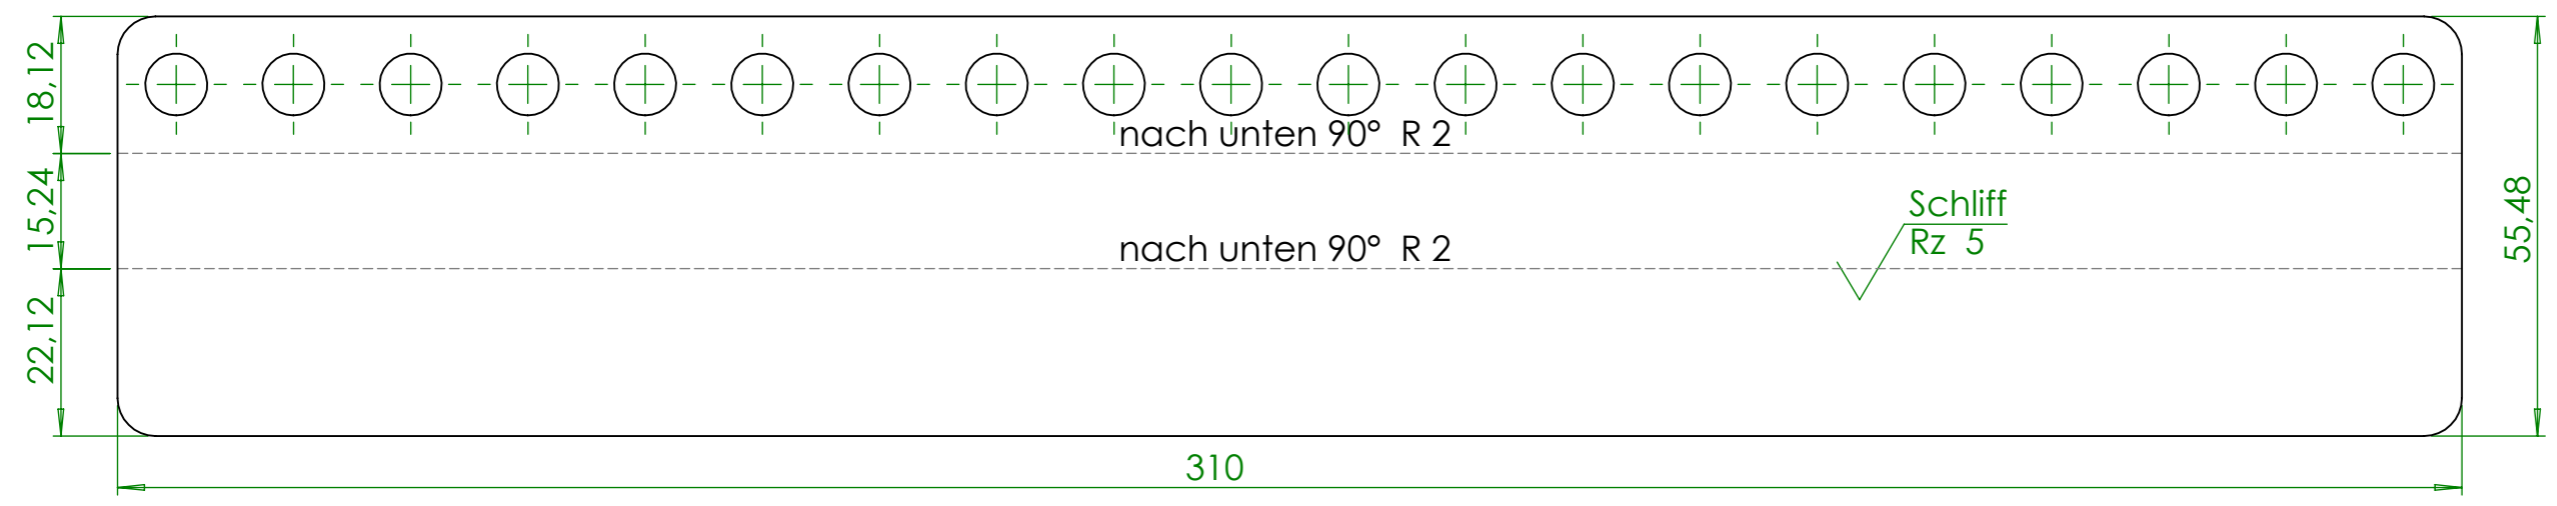 18,12
nach unten 90° R 2
15,24
Schliff
Rz 5
55,48
nach unten 90° R 2
22,12
310